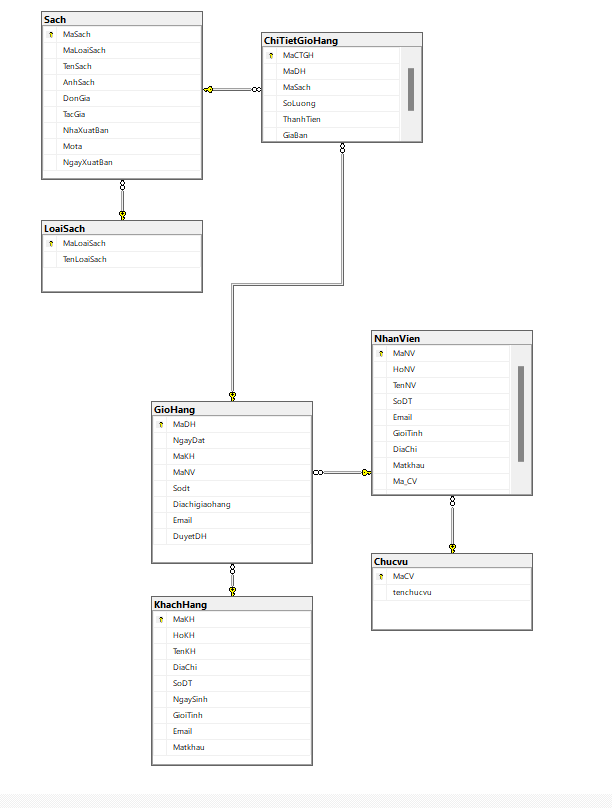 Sach
MaSach
MaLoaiSach
TenSach
AnhSach
DonGia
TacGia
NhaXuatBan
Mota
NgayXuatBan
ChiTietGioHang
MaCTGH
MaDH
MaSach
SoLuong
ThanhTien
GiaBan
LoaiSach
MaLoaiSach
TenLoaiSach
NhanVien
MaNV
HoNV
TenNV
SoDT
Email
GioiTinh
DiaChi
Matkhau
Ma_CV
GioHang
MaDH
NgayDat
MaKH
MaNV
Sodt
Diachigiaohang
Email
DuyetDH
Chucvu
MaCV
tenchucvu
KhachHang
MaKH
HoKH
TenKH
DiaChi
SoDT
NgaySinh
GioiTinh
Email
Matkhau